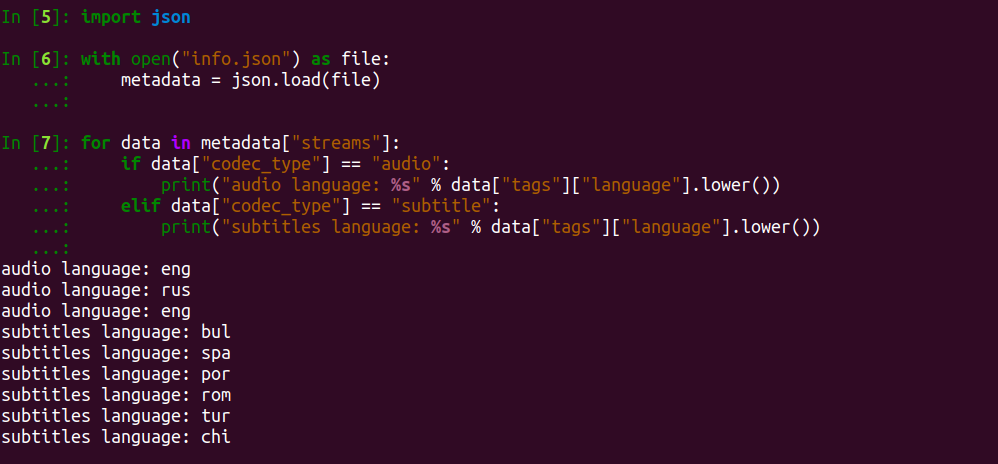 In [5]: import json
In [6]: with open("info.json") as file:
   ...:     metadata = json.load(file)
   ...:
In [7]: for data in metadata["streams"]:
   ...:     if data["codec_type"] == "audio":
   ...:         print("audio language: %s" % data["tags"]["language"].lower())
   ...:     elif data["codec_type"] == "subtitle":
   ...:         print("subtitles language: %s" % data["tags"]["language"].lower())
   ...:
audio language: eng
audio language: rus
audio language: eng
subtitles language: bul
subtitles language: spa
subtitles language: por
subtitles language: rom
subtitles language: tur
subtitles language: chi